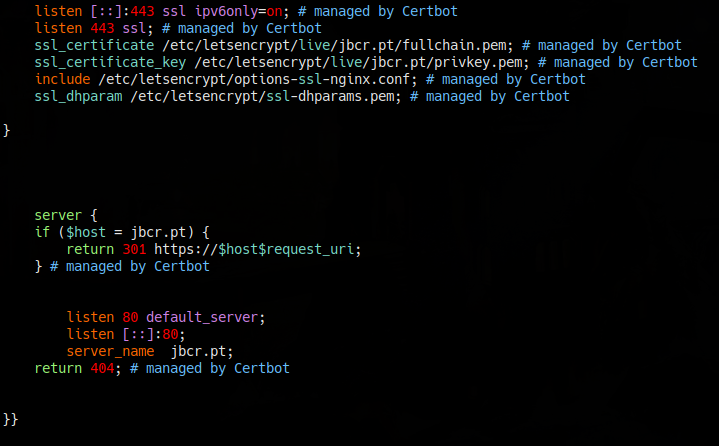 listen [::]:443 ssl ipv6only=on; # managed by Certbot
listen 443 ssl; # managed by Certbot
ssl_certificate /etc/letsencrypt/live/jbcr.pt/fullchain.pem; # managed by Certbot
ssl_certificate_key /etc/letsencrypt/live/jbcr.pt/privkey.pem; # managed by Certbot
include /etc/letsencrypt/options-ssl-nginx.conf; # managed by Certbot
ssl_dhparam /etc/letsencrypt/ssl-dhparams.pem; # managed by Certbot
}
server {
if ($host = jbcr.pt) {
return 301 https://$host$request_uri;
} # managed by Certbot
listen 80 default_server;
listen [::]:80;
server_name  jbcr.pt;
return 404; # managed by Certbot
}}